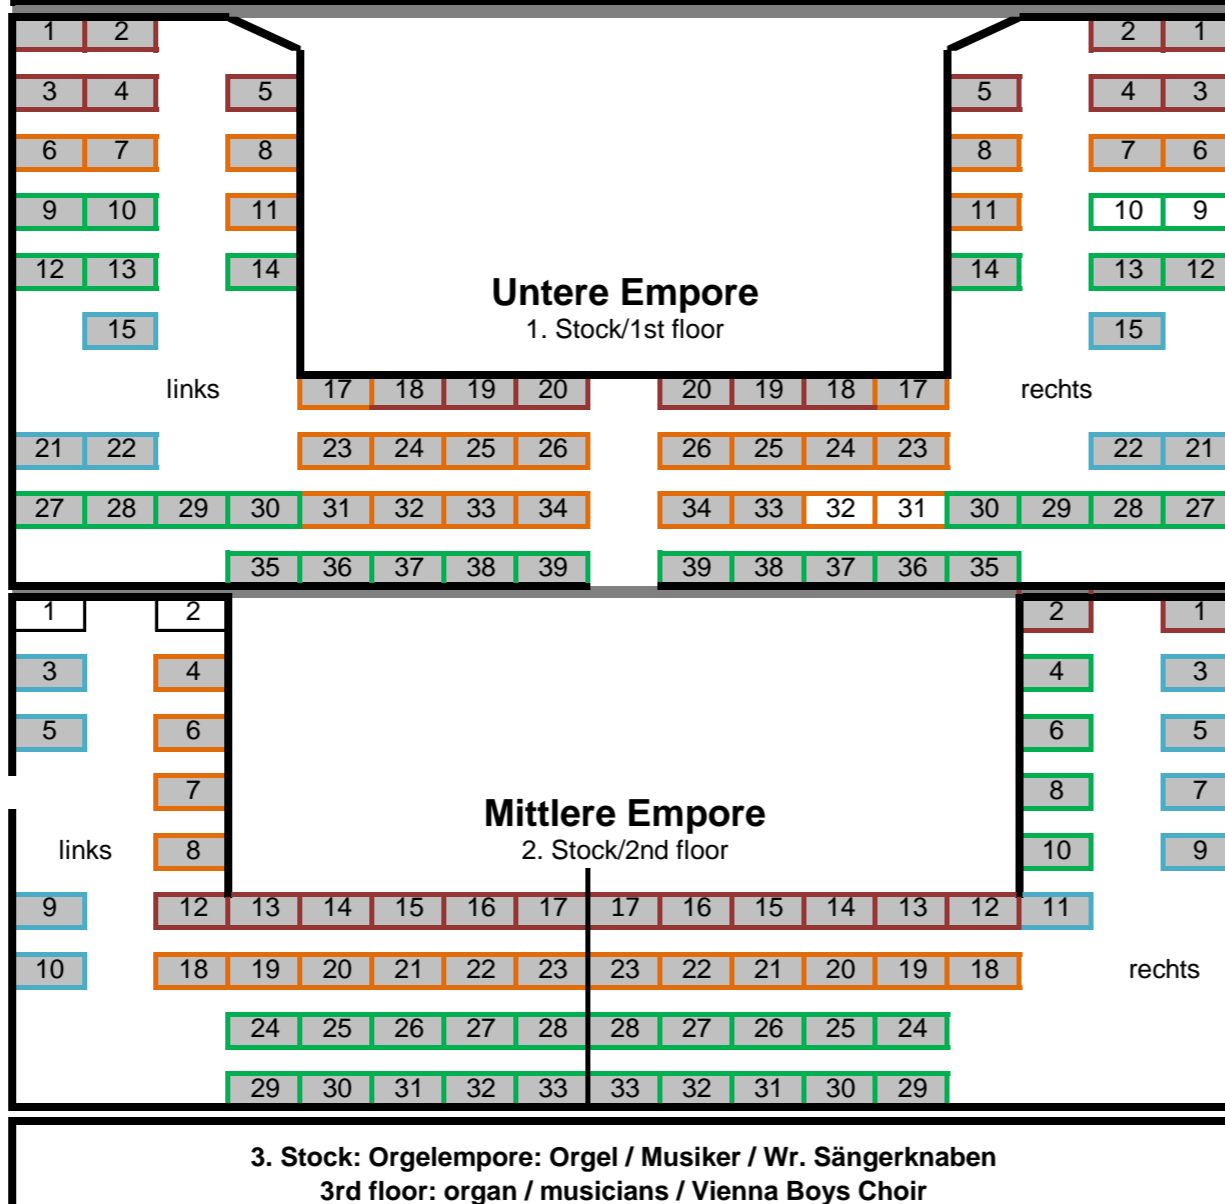 1 2 2 1
3 4 5 5 4 3
6 7 8 8 7 6
9 10 11 11 10 9
12 13 14 14 13 12
Untere Empore
15 1. Stock/1st floor 15
links 17 18 19 20 20 19 18 17 rechts
21 22 23 24 25 26 26 25 24 23 22 21
27 28 29 30 31 32 33 34 34 33 32 31 30 29 28 27
35 36 37 38 39 39 38 37 36 35
1 2 2 1
3 4 4 3
5 6 6 5
7 8 7
Mittlere Empore
links 8 2. Stock/2nd floor 10 9
9 12 13 14 15 16 17 17 16 15 14 13 12 11
10 18 19 20 21 22 23 23 22 21 20 19 18 rechts
24 25 26 27 28 28 27 26 25 24
29 30 31 32 33 33 32 31 30 29
3. Stock: Orgelempore: Orgel / Musiker / Wr. Sängerknaben
3rd floor: organ / musicians / Vienna Boys Choir